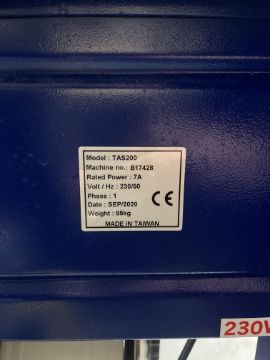 Model : TAS200
Machine no.: B17428
Rated Power : 7A
Volt / Hz : 230/50
Phase : 1
Date : SEP/2020
Weight : 85kg
CE
MADE IN TAIWAN
230V